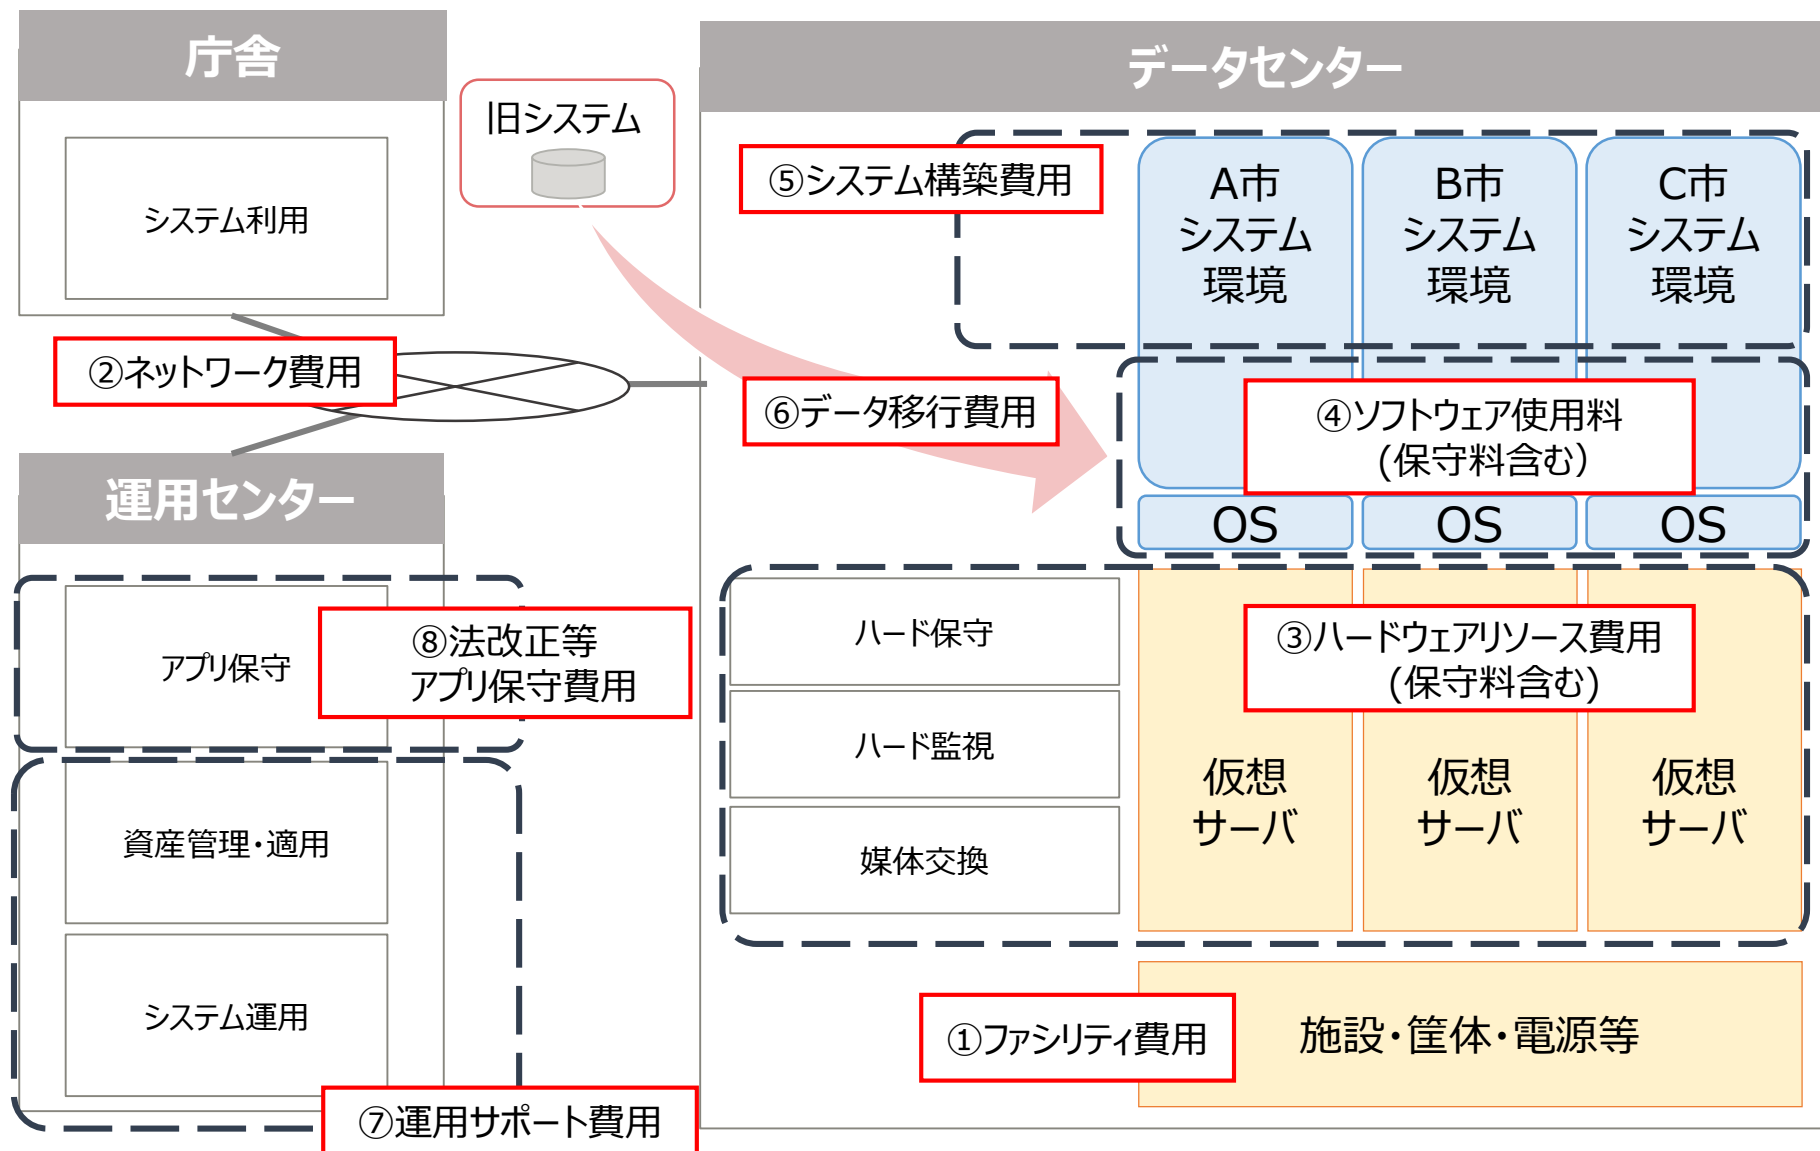 庁舎
システム利用
旧システム
データセンター
⑤システム構築費用
A市
システム
環境
B市
システム
環境
C市
システム
環境
②ネットワーク費用
⑥データ移行費用
④ソフトウェア使用料
(保守料含む)
OS
OS
OS
運用センター
アプリ保守
⑧法改正等
アプリ保守費用
資産管理・適用
システム運用
⑦運用サポート費用
ハード保守
ハード監視
媒体交換
③ハードウェアリソース費用
(保守料含む)
仮想
サーバ
仮想
サーバ
仮想
サーバ
①ファシリティ費用
施設・筐体・電源等